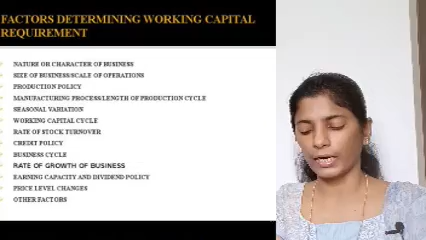 FACTORS DETERMINING WORKING CAPITAL
REQUIREMENT
NATURE OR CHARACTER OF BUSINESS
SIZE OF BUSINESS/SCALE OF OPERATIONS
PRODUCTION POLICY
MANUFACTURING PROCESS/LENGTH OF PRODUCTION CYCLE
SEASONAL VARIATION
WORKING CAPITAL CYCLE
RATE OF STOCK TURNOVER
CREDIT POLICY
BUSINESS CYCLE
RATE OF GROWTH OF BUSINESS
EARNING CAPACITY AND DIVIDEND POLICY
PRICE LEVEL CHANGES
OTHER FACTORS